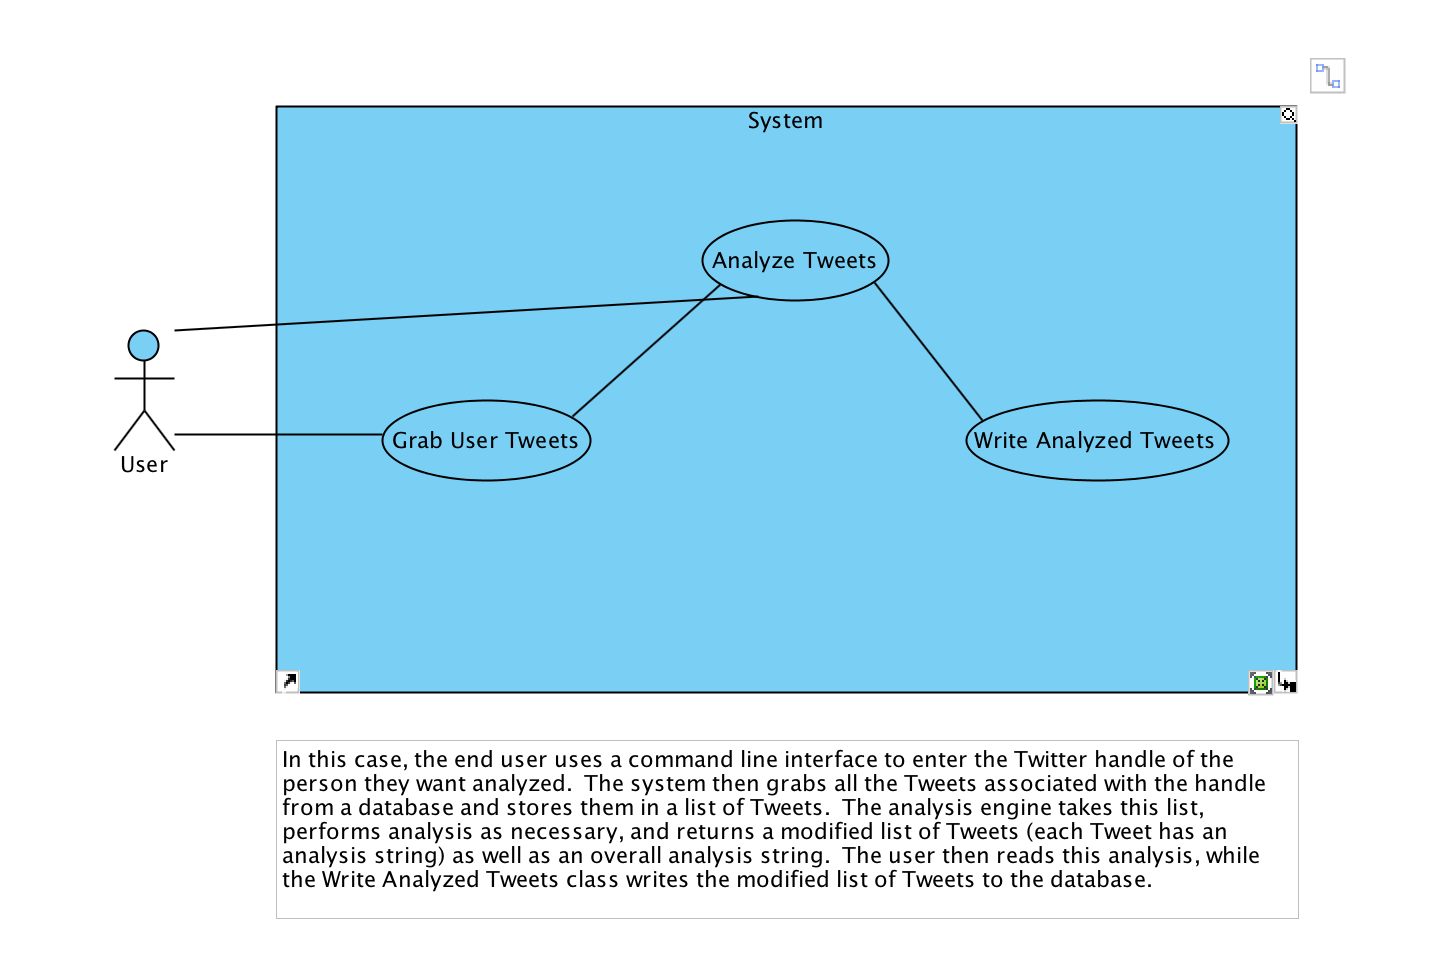 System
Analyze Tweets
Grab User Tweets
Write Analyzed Tweets
User
In this case, the end user uses a command line interface to enter the Twitter handle of the
person they want analyzed.  The system then grabs all the Tweets associated with the handle
from a database and stores them in a list of Tweets.  The analysis engine takes this list,
performs analysis as necessary, and returns a modified list of Tweets (each Tweet has an
analysis string) as well as an overall analysis string.  The user then reads this analysis, while
the Write Analyzed Tweets class writes the modified list of Tweets to the database.